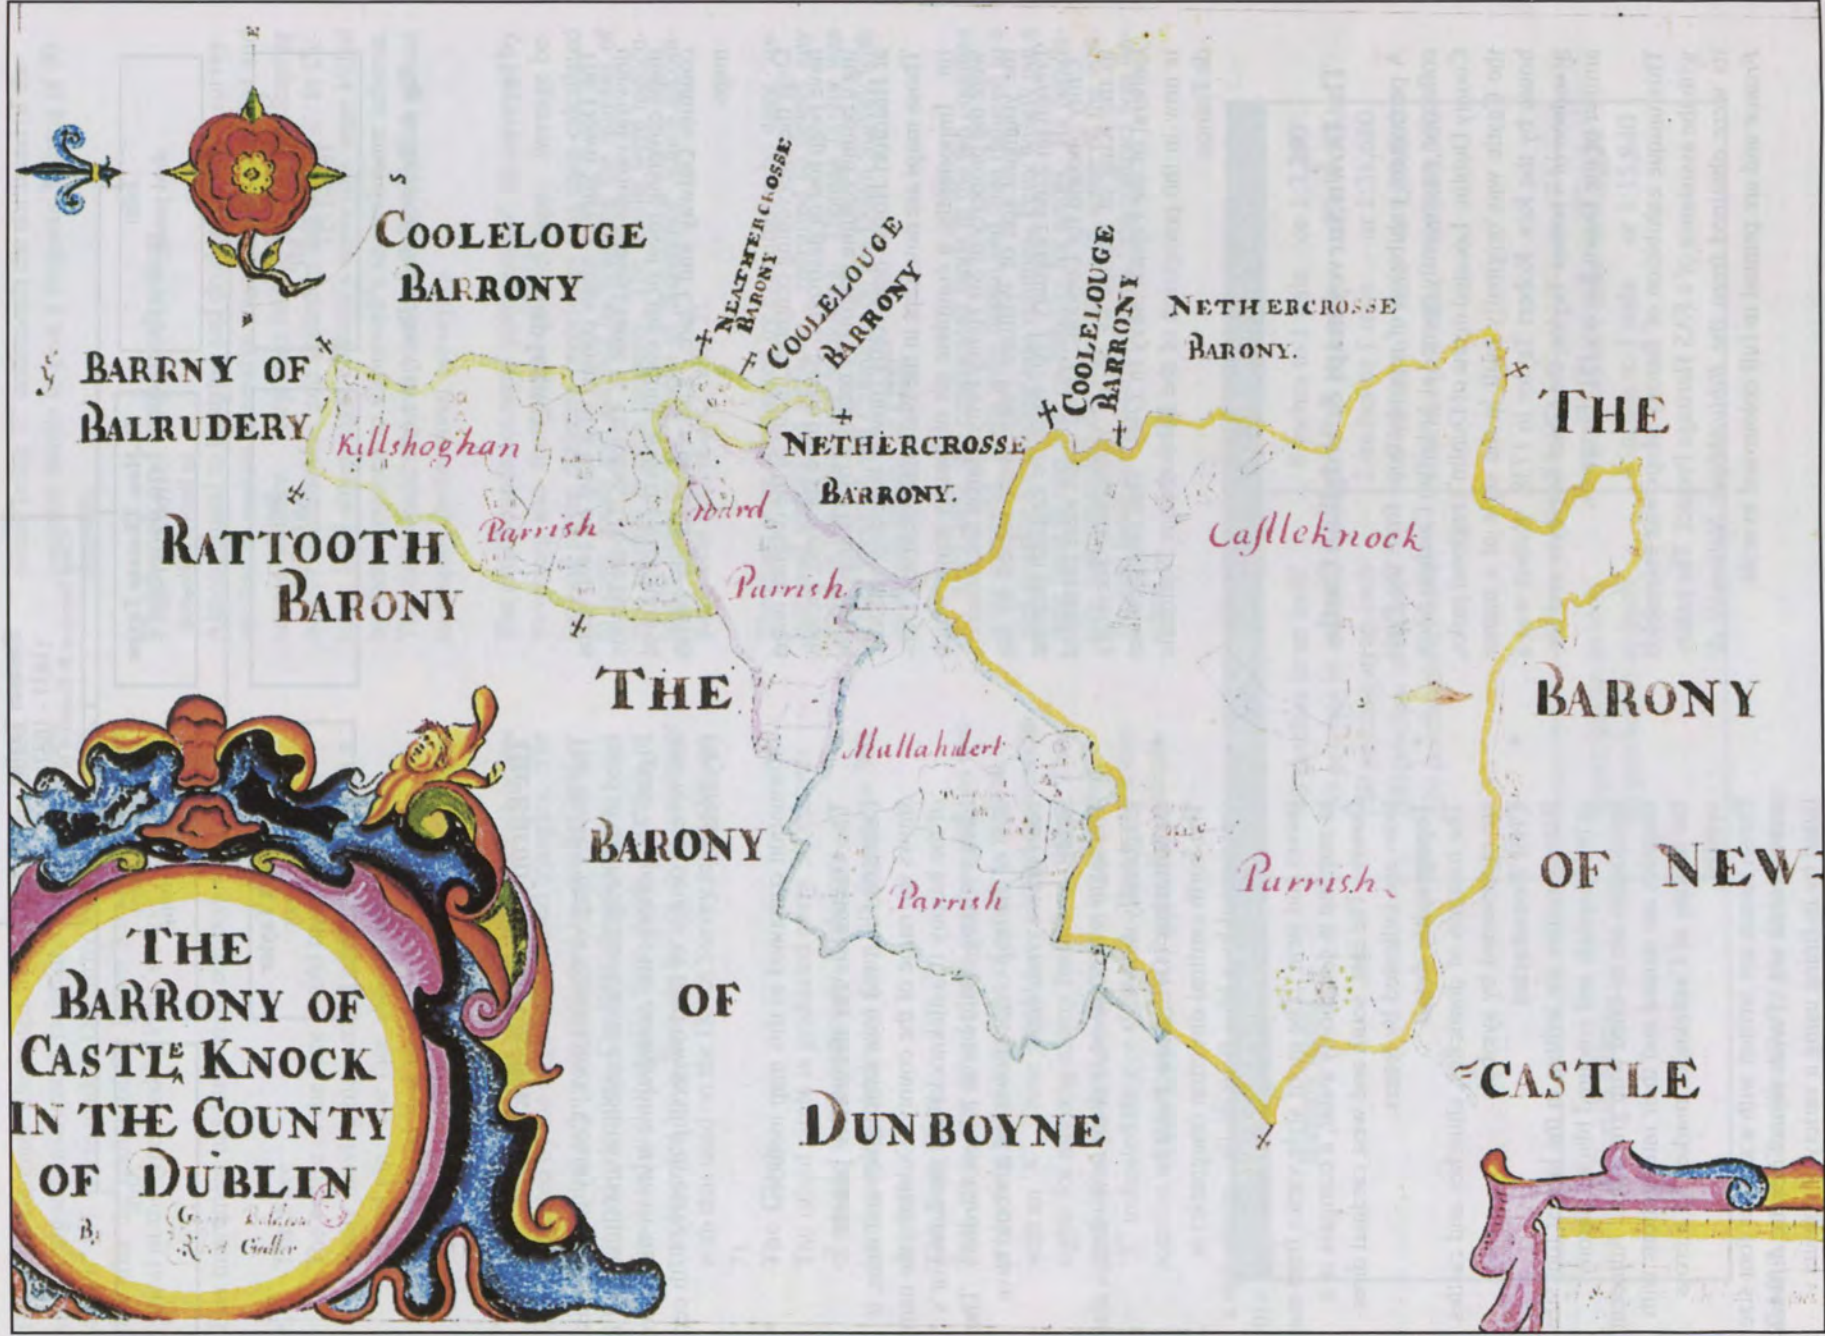 E
S
COOLELOUGE
BARRONY
NEATHERCROSSE
BARONY
COOLELOUGE
BARRONY
COOLELOUGE
BARRONY
NETHERCROSSE
BARONY.
BARRNY OF
BALRUDERY
THE
Killshoghan
NETHERCROSSE
BARRONY.
Ward
Parrish
Castleknock
RATTOOTH
BARONY
Parrish
THE
BARONY
Mallahidert
BARONY
OF NEW=
Parrish
Parrish
OF
=CASTLE
DUNBOYNE
THE
BARRONY OF
CASTLE KNOCK
IN THE COUNTY
OF DUBLIN
By